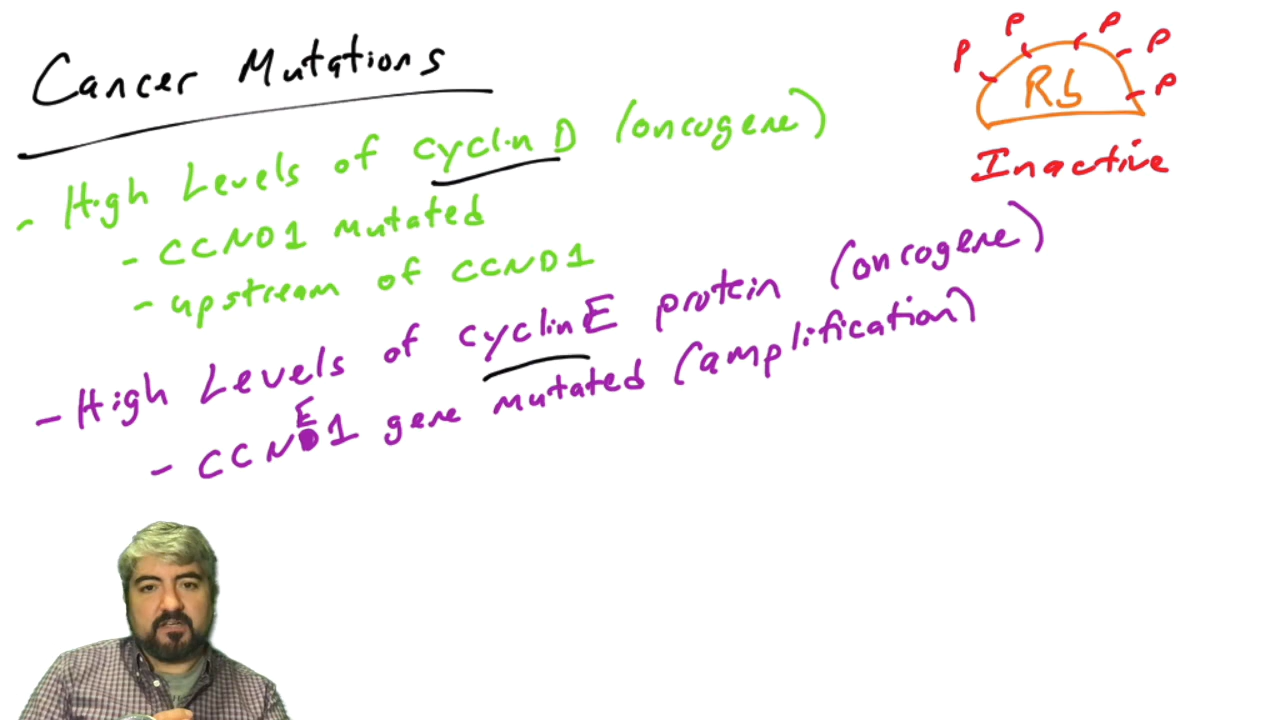 Cancer Mutations
- High Levels of cyclin D (oncogene)
- CCND1 mutated
- upstream of CCND1
- High Levels of cyclin E protein (oncogene)
- CCNE1 gene mutated (amplification)
P P P P P
Rb
Inactive